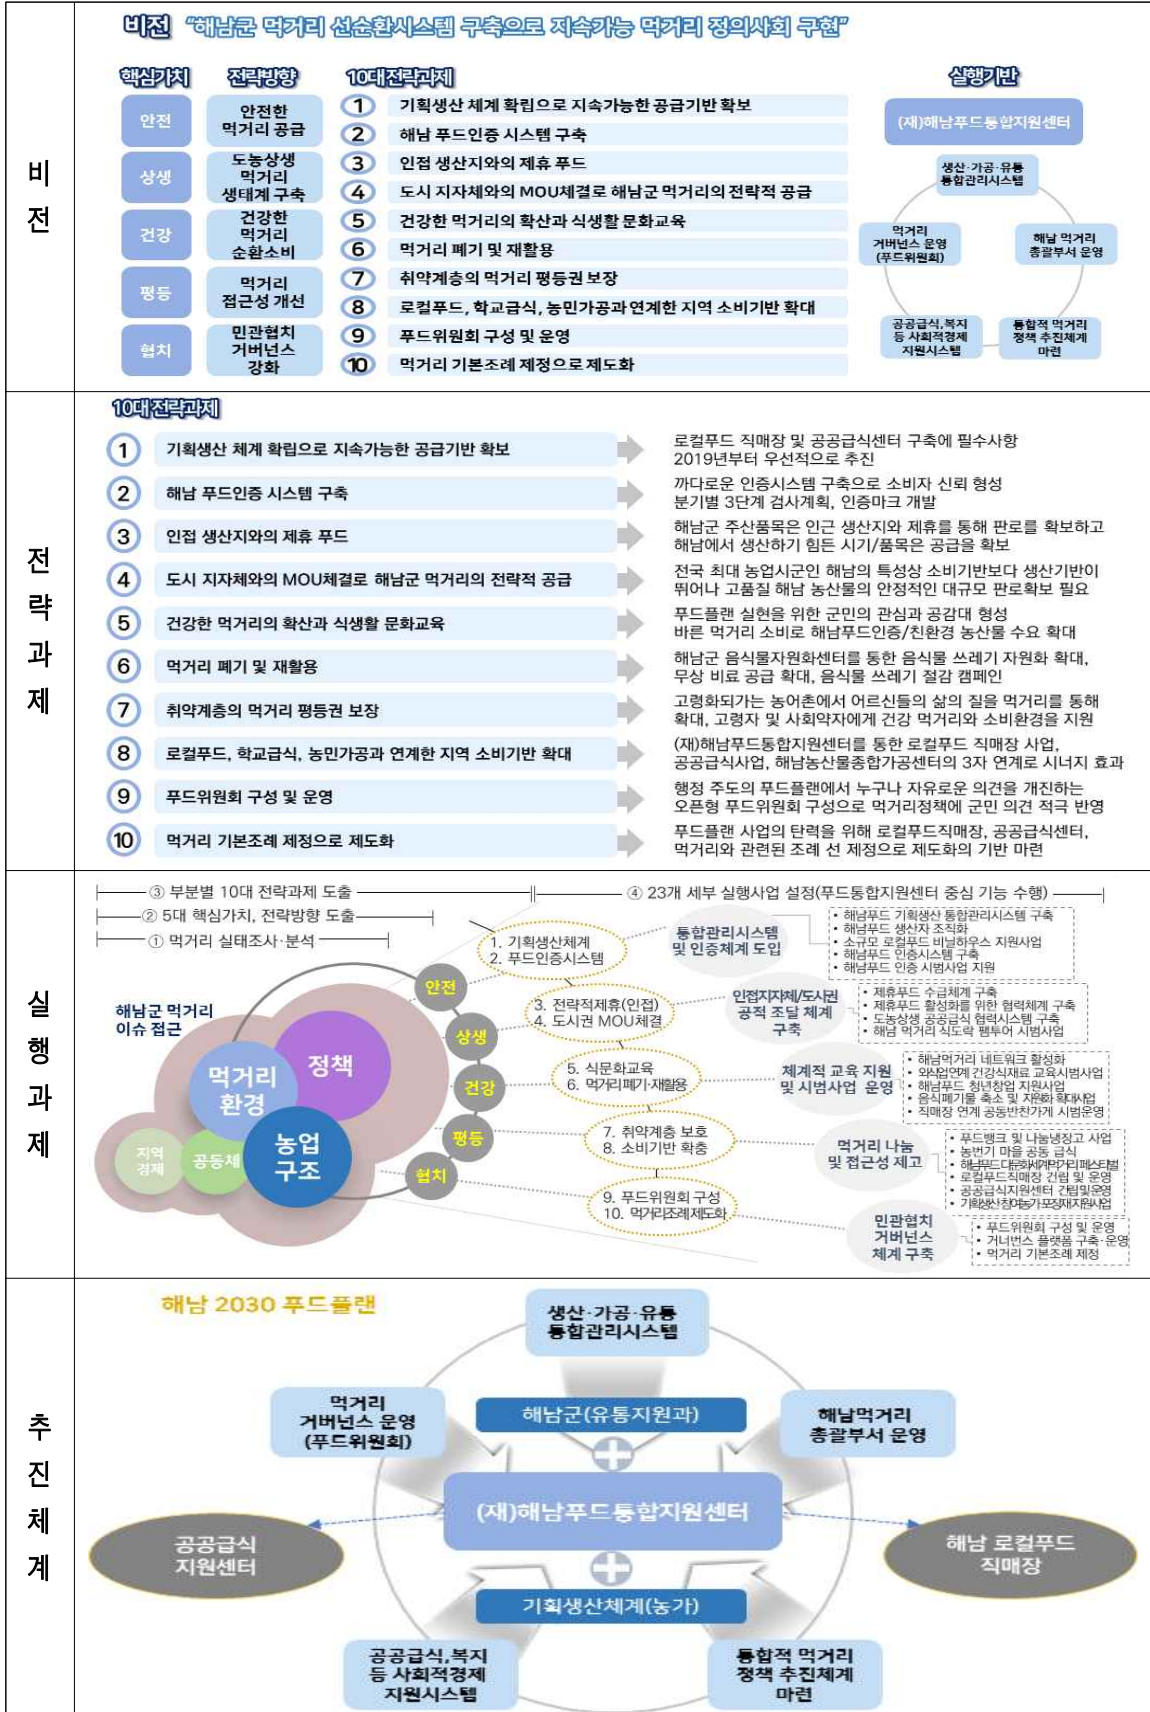 비전
비전 "해남군 먹거리 선순환시스템 구축으로 지속가능 먹거리 정의사회 구현"
핵심가치
전략방향
10대전략과제
실행기반
안전
안전한
먹거리 공급
상생
도농상생
먹거리
생태계 구축
건강
건강한
먹거리
순환소비
평등
먹거리
접근성 개선
협치
민관협치
거버넌스
강화
1 기획생산 체계 확립으로 지속가능한 공급기반 확보
2 해남 푸드인증 시스템 구축
3 인접 생산지와의 제휴 푸드
4 도시 지자체와의 MOU체결로 해남군 먹거리의 전략적 공급
5 건강한 먹거리의 확산과 식생활 문화교육
6 먹거리 폐기 및 재활용
7 취약계층의 먹거리 평등권 보장
8 로컬푸드, 학교급식, 농민가공과 연계한 지역 소비기반 확대
9 푸드위원회 구성 및 운영
10 먹거리 기본조례 제정으로 제도화
(재)해남푸드통합지원센터
생산·가공·유통
통합관리시스템
먹거리
거버넌스 운영
(푸드위원회)
해남 먹거리
총괄부서 운영
공공급식,복지
등 사회적경제
지원시스템
통합적 먹거리
정책 추진체계
마련
전략과제
10대 전략과제
1 기획생산 체계 확립으로 지속가능한 공급기반 확보
로컬푸드 직매장 및 공공급식센터 구축에 필수사항
2019년부터 우선적으로 추진
2 해남 푸드인증 시스템 구축
까다로운 인증시스템 구축으로 소비자 신뢰 형성
분기별 3단계 검사계획, 인증마크 개발
3 인접 생산지와의 제휴 푸드
해남군 주산품목은 인근 생산지와 제휴를 통해 판로를 확보하고
해남에서 생산하기 힘든 시기/품목은 공급을 확보
4 도시 지자체와의 MOU체결로 해남군 먹거리의 전략적 공급
전국 최대 농업시군인 해남의 특성상 소비기반보다 생산기반이
뛰어나 고품질 해남 농산물의 안정적인 대규모 판로확보 필요
5 건강한 먹거리의 확산과 식생활 문화교육
푸드플랜 실현을 위한 군민의 관심과 공감대 형성
바른 먹거리 소비로 해남푸드인증/친환경 농산물 수요 확대
6 먹거리 폐기 및 재활용
해남군 음식물자원화센터를 통한 음식물 쓰레기 자원화 확대,
무상 비료 공급 확대, 음식물 쓰레기 절감 캠페인
7 취약계층의 먹거리 평등권 보장
고령화되가는 농어촌에서 어르신들의 삶의 질을 먹거리를 통해
확대, 고령자 및 사회약자에게 건강 먹거리와 소비환경을 지원
8 로컬푸드, 학교급식, 농민가공과 연계한 지역 소비기반 확대
(재)해남푸드통합지원센터를 통한 로컬푸드 직매장 사업,
공공급식사업, 해남농산물종합가공센터의 3자 연계로 시너지 효과
9 푸드위원회 구성 및 운영
행정 주도의 푸드플랜에서 누구나 자유로운 의견을 개진하는
오픈형 푸드위원회 구성으로 먹거리정책에 군민 의견 적극 반영
10 먹거리 기본조례 제정으로 제도화
푸드플랜 사업의 탄력을 위해 로컬푸드직매장, 공공급식센터,
먹거리와 관련된 조례 선 제정으로 제도화의 기반 마련
실행과제
③ 부분별 10대 전략과제 도출
④ 23개 세부 실행사업 설정(푸드통합지원센터 중심 기능 수행)
② 5대 핵심가치, 전략방향 도출
① 먹거리 실태조사·분석
해남군 먹거리
이슈 접근
정책
먹거리
환경
농업
구조
지역
경제
공동체
안전
상생
건강
평등
협치
1. 기획생산체계
2. 푸드인증시스템
3. 전략적제휴(인접)
4. 도시권 MOU체결
5. 식문화교육
6. 먹거리폐기·재활용
7. 취약계층 보호
8. 소비기반 확충
9. 푸드위원회 구성
10. 먹거리조례제도화
통합관리시스템
및 인증체계 도입
• 해남푸드 기획생산 통합관리시스템 구축
• 해남푸드 생산자 조직화
• 소규모 로컬푸드 비닐하우스 지원사업
• 해남푸드 인증시스템 구축
• 해남푸드 인증 시범사업 지원
인접지자체/도시권
공적 조달 체계
구축
• 제휴푸드 수급체계 구축
• 제휴푸드 활성화를 위한 협력체계 구축
• 도농상생 공공급식 협력시스템 구축
• 해남 먹거리 식도락 팸투어 시범사업
체계적 교육 지원
및 시범사업 운영
• 해남먹거리 네트워크 활성화
• 외식업연계 건강식재료 교육시범사업
• 해남푸드 청년창업 지원사업
• 음식폐기물 축소 및 자원화 확대사업
• 직매장 연계 공동반찬가게 시범운영
먹거리 나눔
및 접근성 제고
• 푸드뱅크 및 나눔냉장고 사업
• 농번기 마을 공동 급식
• 해남푸드 다문화세계먹거리 페스티벌
• 로컬푸드직매장 건립 및 운영
• 공공급식지원센터 건립 및 운영
• 기획생산 참여농가 포장재 지원사업
민관협치
거버넌스
체계 구축
• 푸드위원회 구성 및 운영
• 거너번스 플랫폼 구축·운영
• 먹거리 기본조례 제정
추진체계
해남 2030 푸드플랜
생산·가공·유통
통합관리시스템
먹거리
거버넌스 운영
(푸드위원회)
해남군(유통지원과)
해남먹거리
총괄부서 운영
(재)해남푸드통합지원센터
공공급식
지원센터
해남 로컬푸드
직매장
기획생산체계(농가)
공공급식,복지
등 사회적경제
지원시스템
통합적 먹거리
정책 추진체계
마련